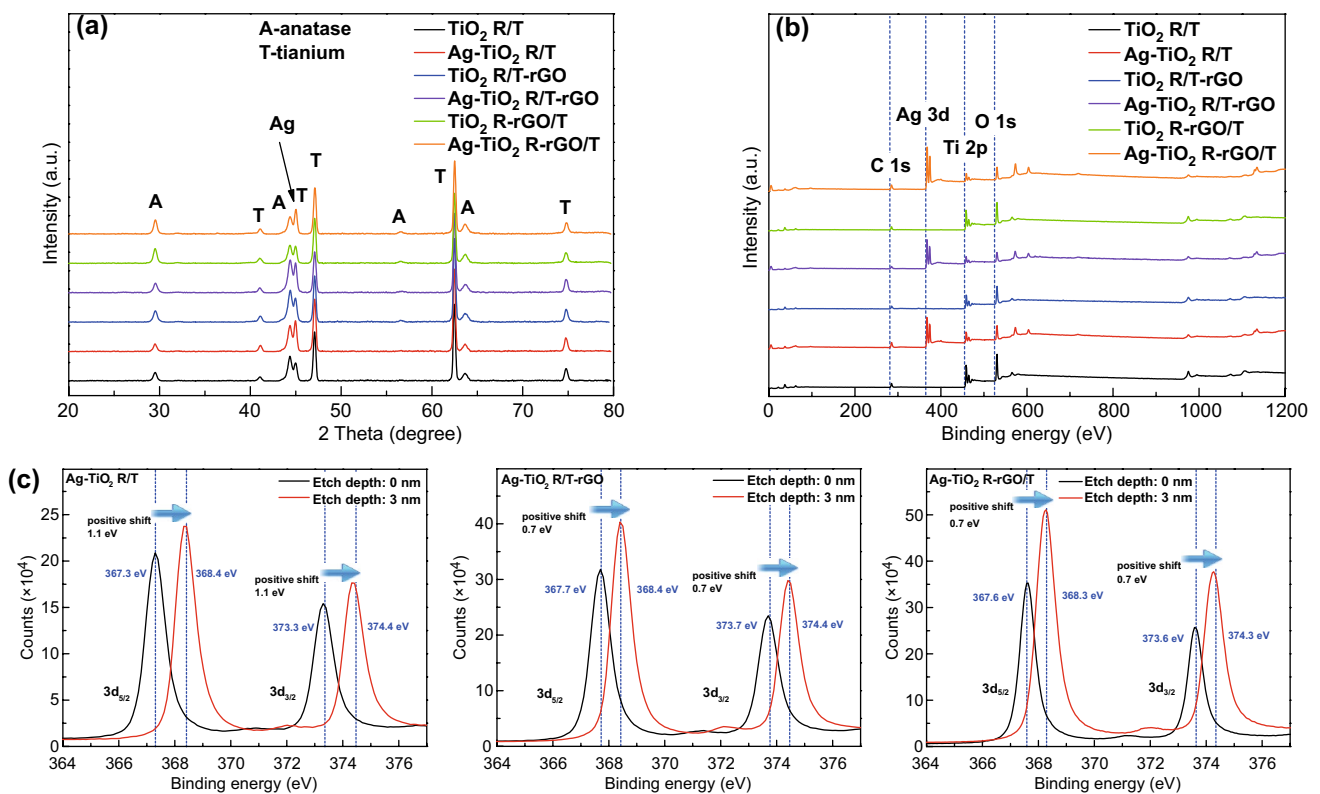 (a)
A-anatase
T-tianium
TiO₂ R/T
Ag-TiO₂ R/T
TiO₂ R/T-rGO
Ag-TiO₂ R/T-rGO
TiO₂ R-rGO/T
Ag-TiO₂ R-rGO/T
Ag
A T A T T A T A T
Intensity (a.u.)
20 30 40 50 60 70 80
2 Theta (degree)
(b)
TiO₂ R/T
Ag-TiO₂ R/T
TiO₂ R/T-rGO
Ag-TiO₂ R/T-rGO
TiO₂ R-rGO/T
Ag-TiO₂ R-rGO/T
C 1s
Ag 3d
Ti 2p
O 1s
Intensity (a.u.)
0 200 400 600 800 1000 1200
Binding energy (eV)
(c)
Ag-TiO₂ R/T
Etch depth: 0 nm
Etch depth: 3 nm
positive shift
1.1 eV
positive shift
1.1 eV
367.3 eV
368.4 eV
373.3 eV
374.4 eV
3d₅/₂
3d₃/₂
Counts (×10⁴)
25
20
15
10
5
0
364 366 368 370 372 374 376
Binding energy (eV)
Ag-TiO₂ R/T-rGO
Etch depth: 0 nm
Etch depth: 3 nm
positive shift
0.7 eV
positive shift
0.7 eV
367.7 eV
368.4 eV
373.7 eV
374.4 eV
3d₅/₂
3d₃/₂
Counts (×10⁴)
40
30
20
10
0
364 366 368 370 372 374 376
Binding energy (eV)
Ag-TiO₂ R-rGO/T
Etch depth: 0 nm
Etch depth: 3 nm
positive shift
0.7 eV
positive shift
0.7 eV
367.6 eV
368.3 eV
373.6 eV
374.3 eV
3d₅/₂
3d₃/₂
Counts (×10⁴)
50
40
30
20
10
0
364 366 368 370 372 374 376
Binding energy (eV)